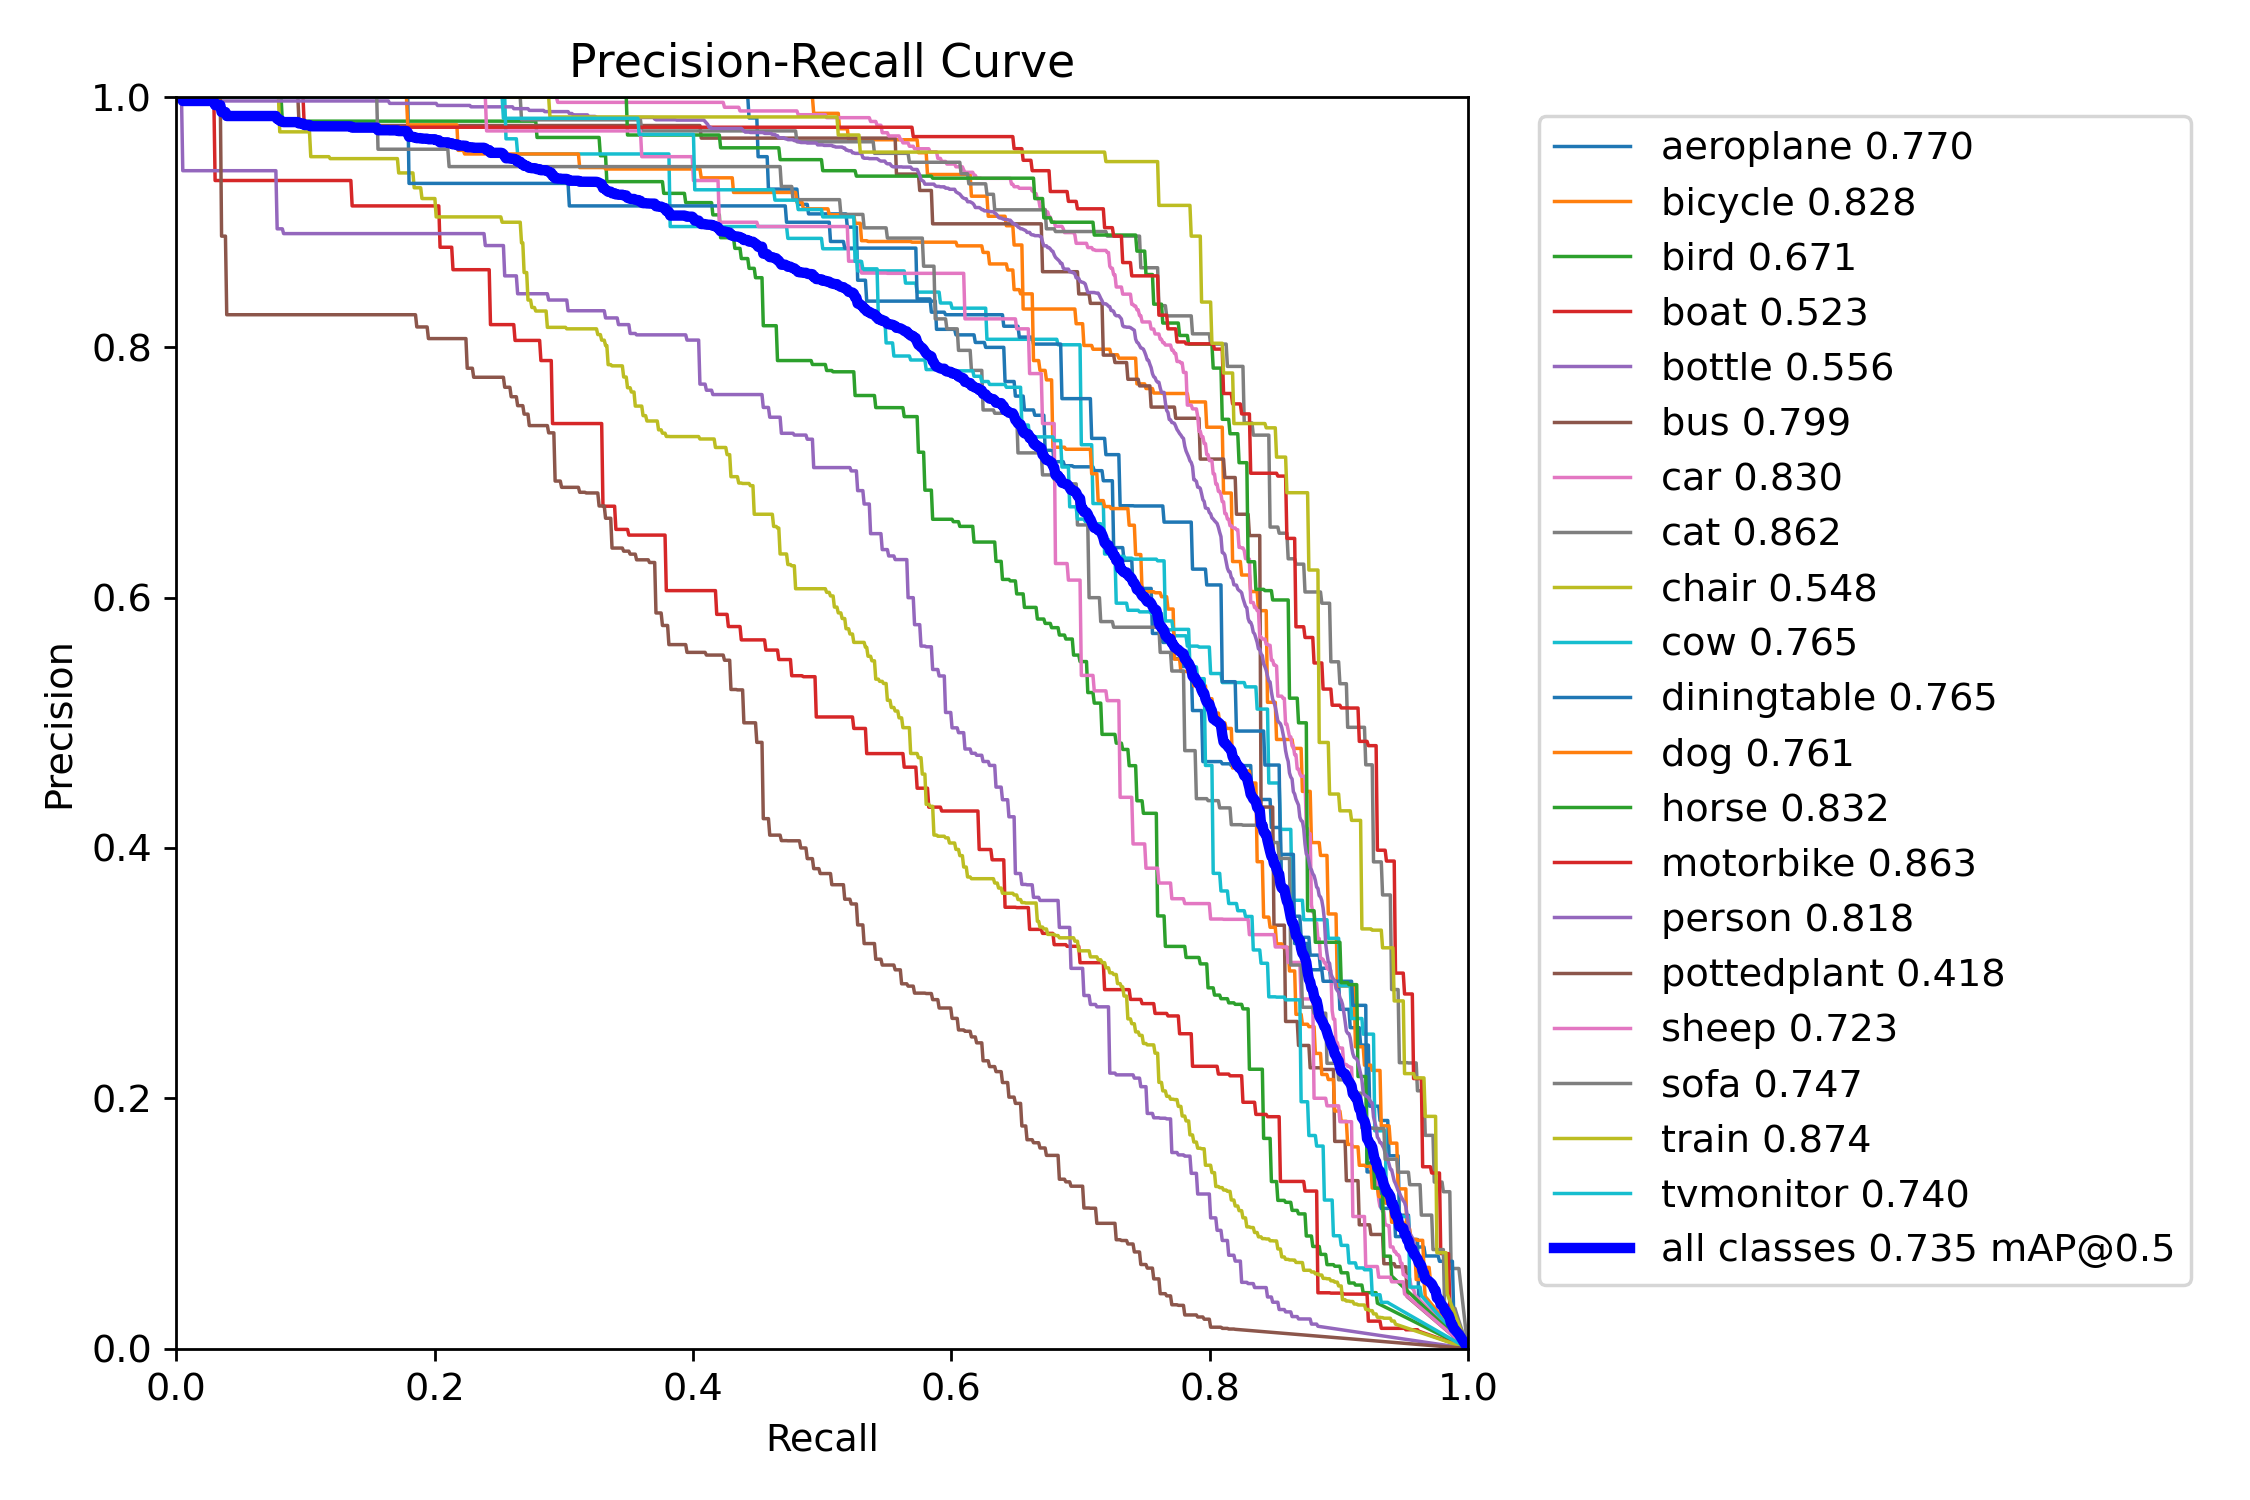 Precision-Recall Curve
1.0
0.8
0.6
0.4
0.2
0.0
Precision
0.0 0.2 0.4 0.6 0.8 1.0
Recall
aeroplane 0.770
bicycle 0.828
bird 0.671
boat 0.523
bottle 0.556
bus 0.799
car 0.830
cat 0.862
chair 0.548
cow 0.765
diningtable 0.765
dog 0.761
horse 0.832
motorbike 0.863
person 0.818
pottedplant 0.418
sheep 0.723
sofa 0.747
train 0.874
tvmonitor 0.740
all classes 0.735 mAP@0.5